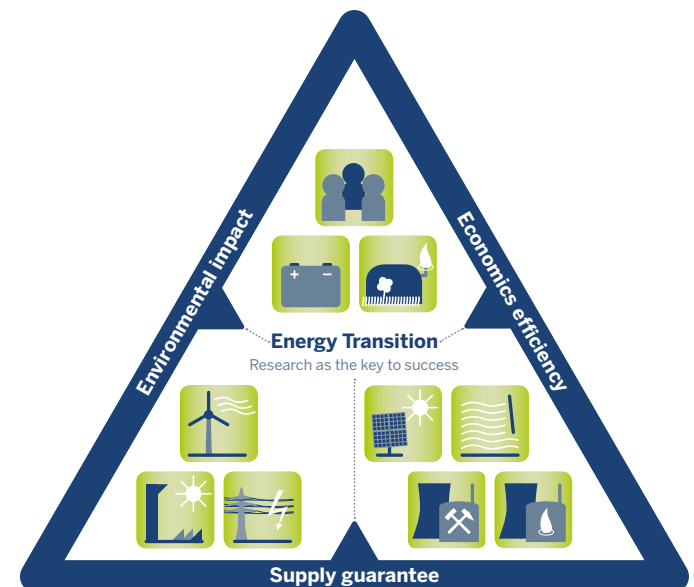 Environmental impact
Economics efficiency
+ −
Energy Transition
Research as the key to success
Supply guarantee